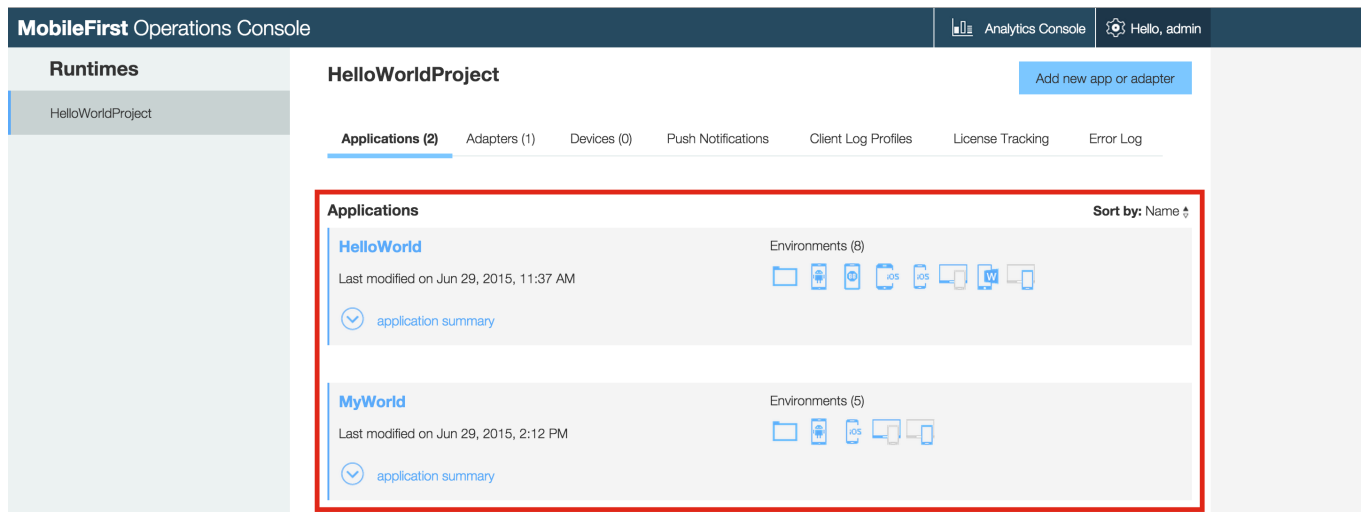 MobileFirst Operations Console
Analytics Console
Hello, admin
Runtimes
HelloWorldProject
HelloWorldProject
Add new app or adapter
Applications (2) Adapters (1) Devices (0) Push Notifications Client Log Profiles License Tracking Error Log
Applications
Sort by: Name
HelloWorld
Last modified on Jun 29, 2015, 11:37 AM
application summary
Environments (8)
iOS iOS W
MyWorld
Last modified on Jun 29, 2015, 2:12 PM
application summary
Environments (5)
iOS